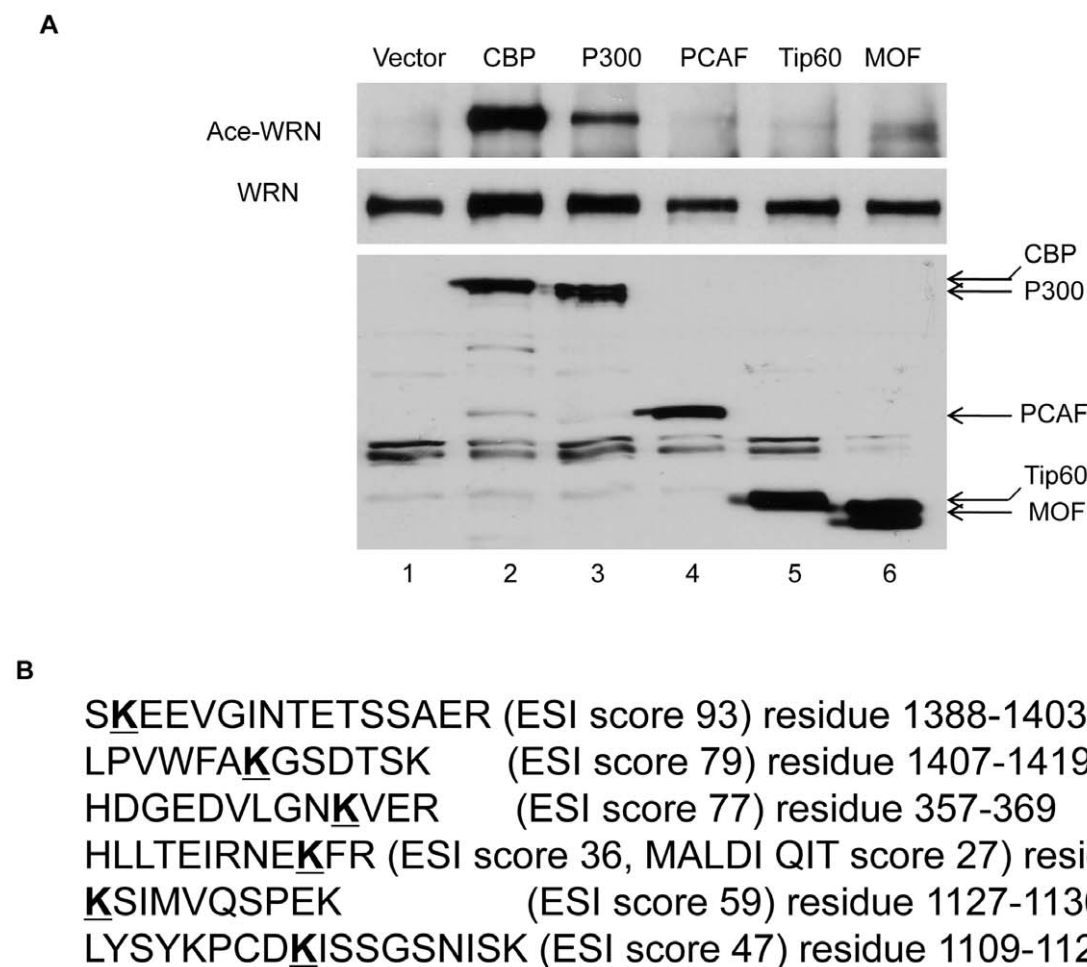 A
Vector CBP P300 PCAF Tip60 MOF
Ace-WRN
WRN
CBP
P300
PCAF
Tip60
MOF
1 2 3 4 5 6
B
SKEEVGINTETSSAER (ESI score 93) residue 1388-1403
LPVWFAKGSDTSK (ESI score 79) residue 1407-1419
HDGEDVLGNKVER (ESI score 77) residue 357-369
HLLTEIRNEKFR (ESI score 36, MALDI QIT score 27)
KSIMVQSPEK (ESI score 59) residue
LYSYKPCDKISSGSNISK (ESI score 47) residue